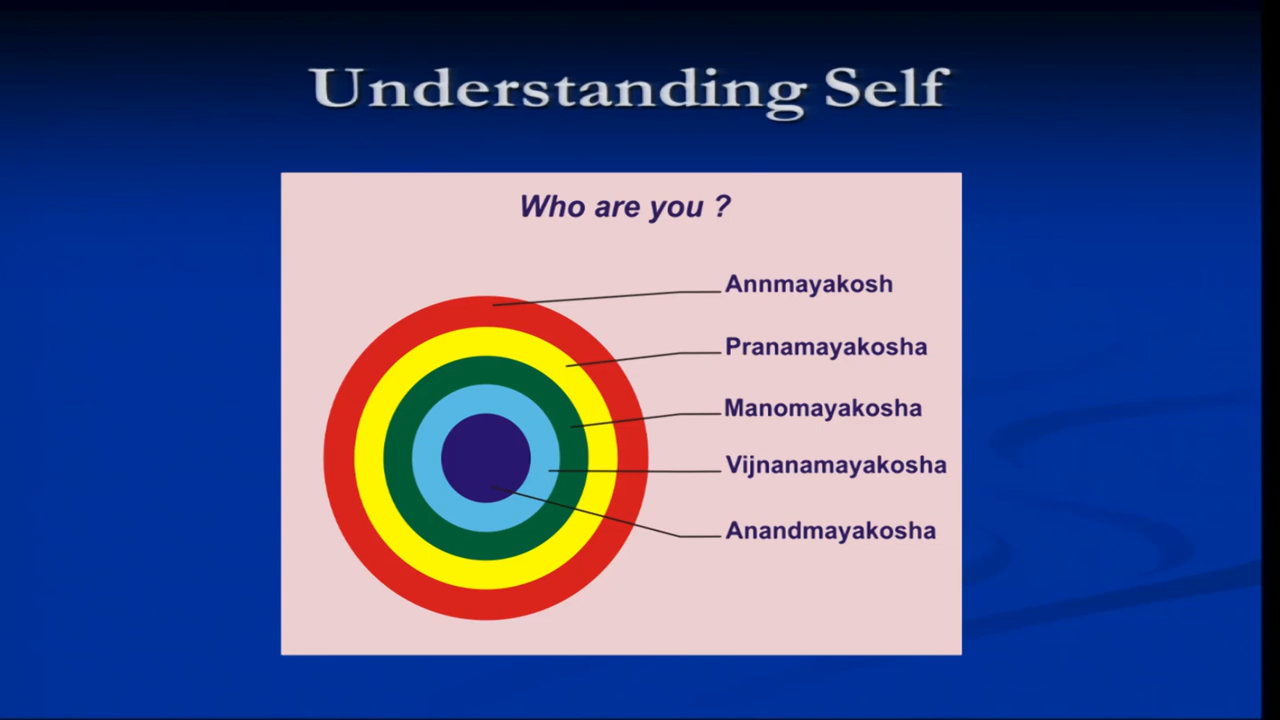 Understanding Self
Who are you ?
Annmayakosh
Pranamayakosha
Manomayakosha
Vijnanamayakosha
Anandmayakosha